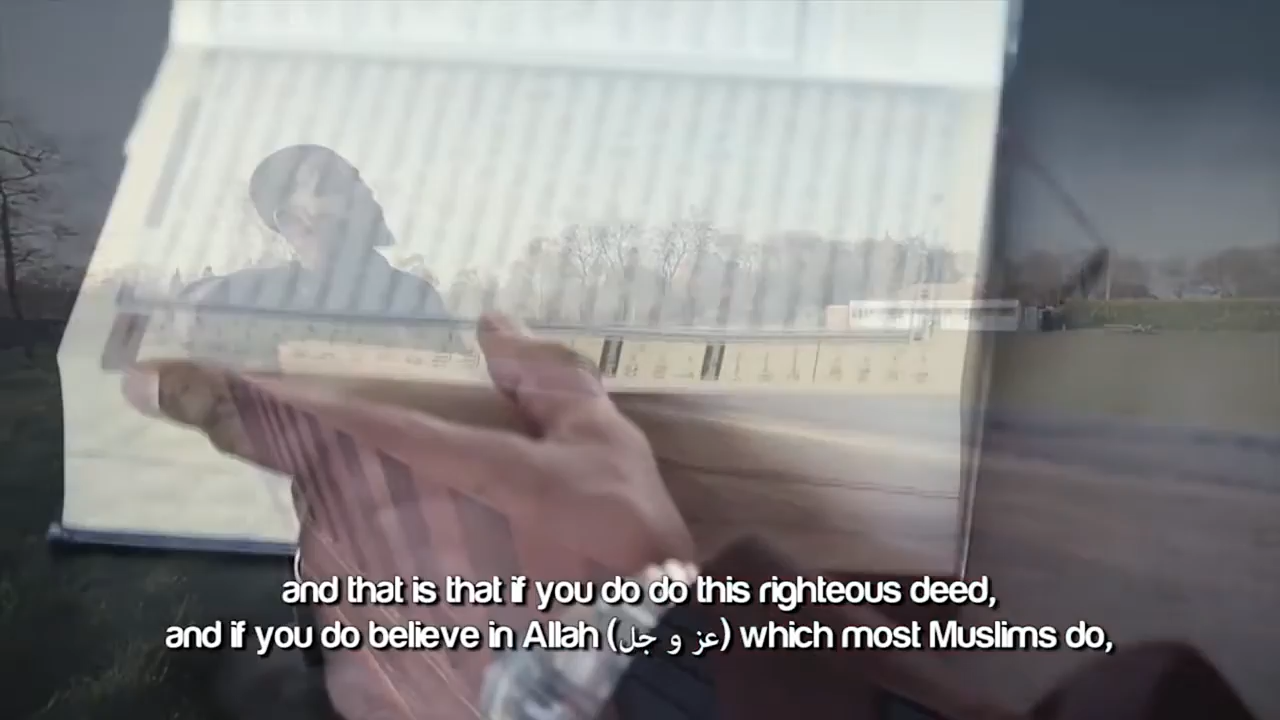 and that is that if you do do this righteous deed,
and if you do believe in Allah (عز و جل) which most Muslims do,